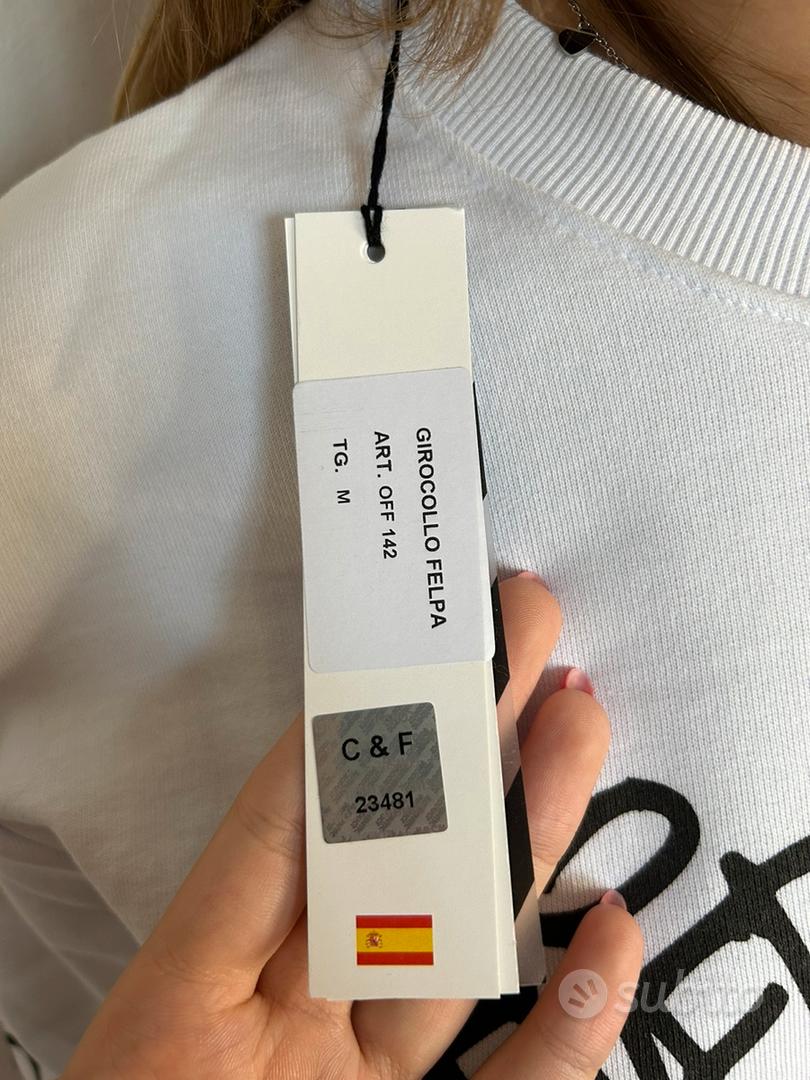 GIROCOLLO FELPA
ART. OFF 142
TG. M
C & F
23481
subito